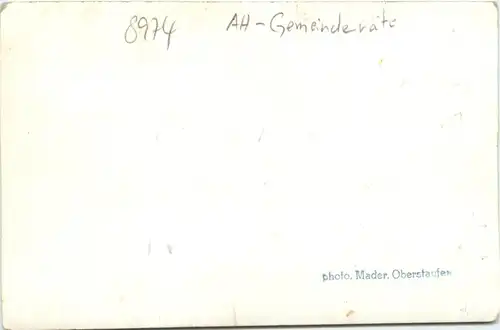 8974 AH-Gemeinderäte
photo. Mader. Oberstaufen